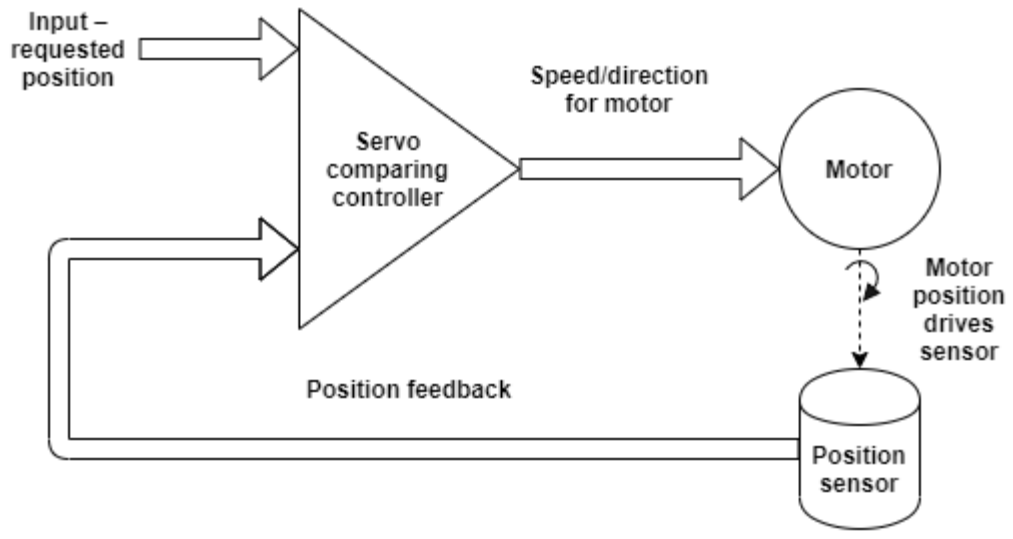 Input –
requested
position
Speed/direction
for motor
Servo
comparing
controller
Motor
Motor
position
drives
sensor
Position feedback
Position
sensor